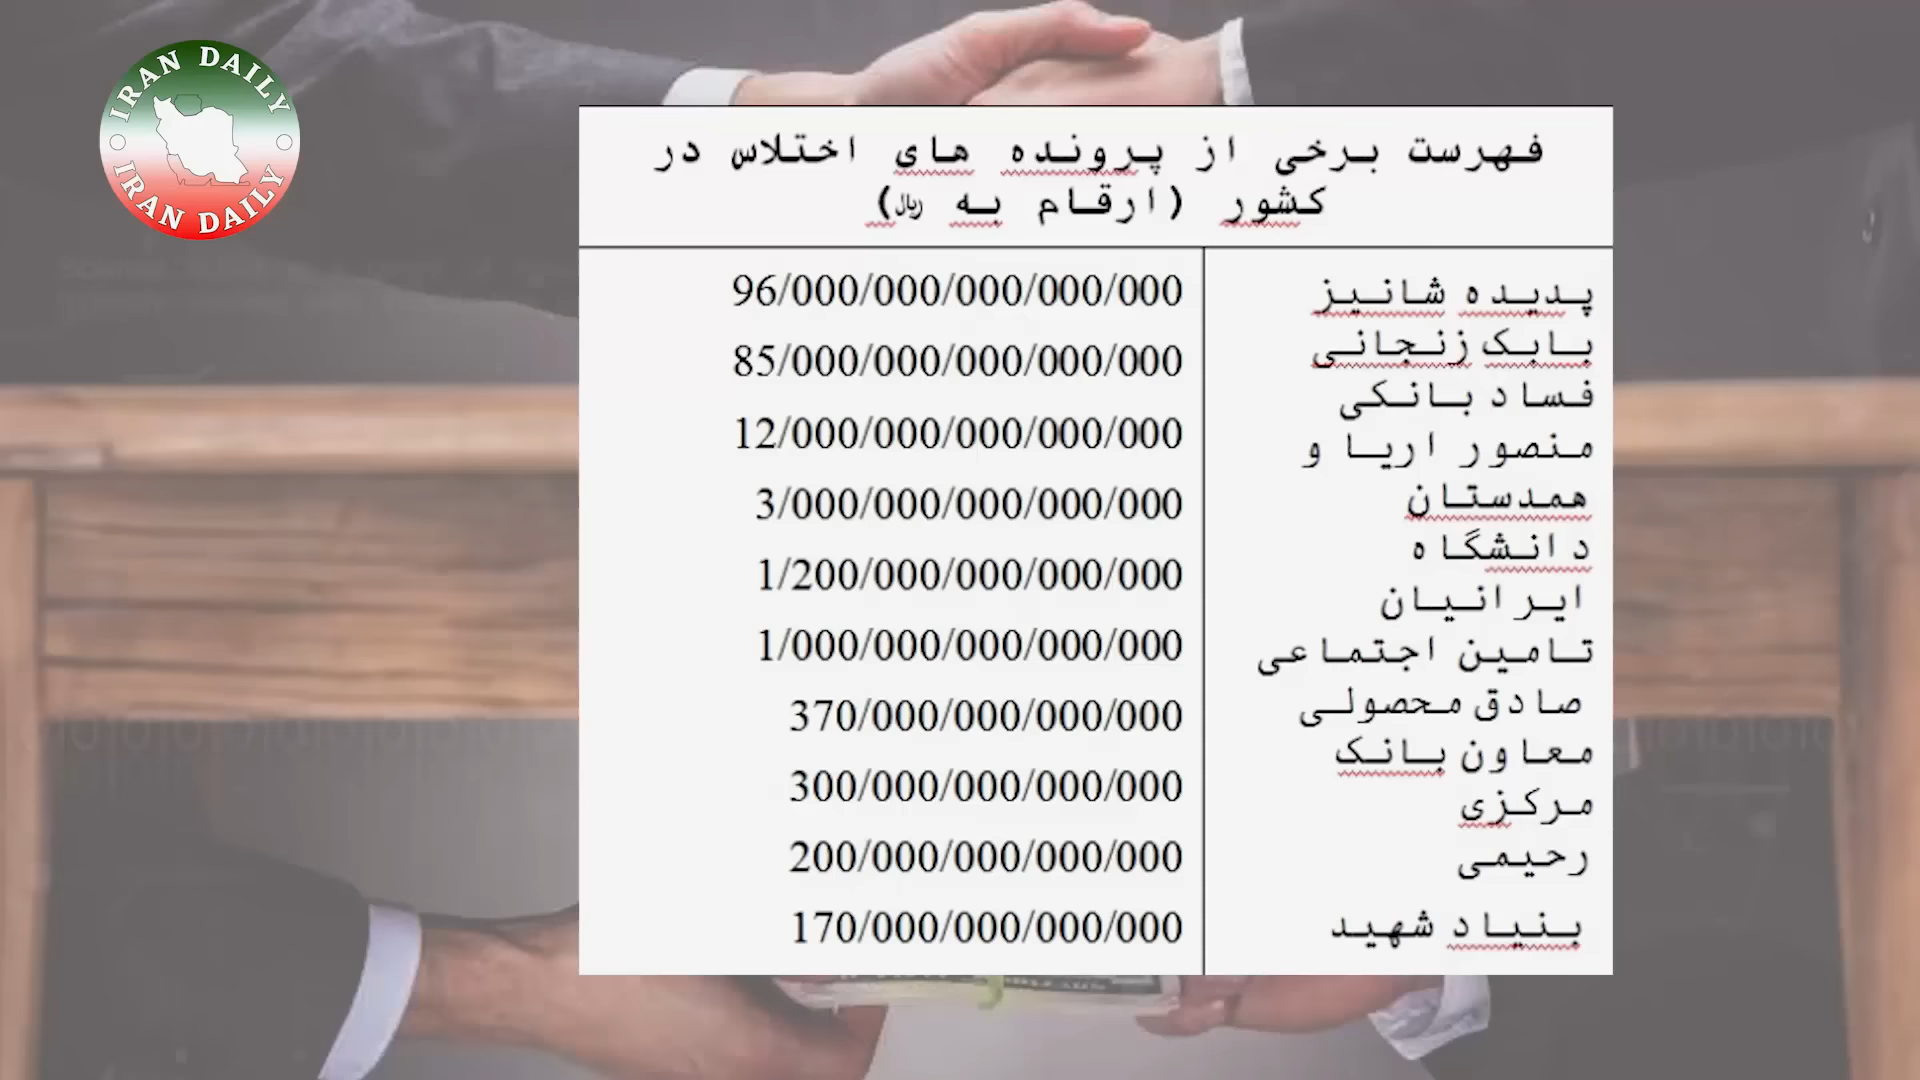 IRAN DAILY
IRAN DAILY
فهرست برخی از پرونده های اختلاس در
کشور (ارقام به ریال)
پدیده شانیز
96/000/000/000/000/000
بابک زنجانی
85/000/000/000/000/000
فساد بانکی
منصور اریا و
12/000/000/000/000/000
همدستان
3/000/000/000/000/000
دانشگاه
1/200/000/000/000/000
ایرانیان
تامین اجتماعی
1/000/000/000/000/000
صادق محصولی
370/000/000/000/000
معاون بانک
300/000/000/000/000
مرکزی
رحیمی
200/000/000/000/000
بنیاد شهید
170/000/000/000/000